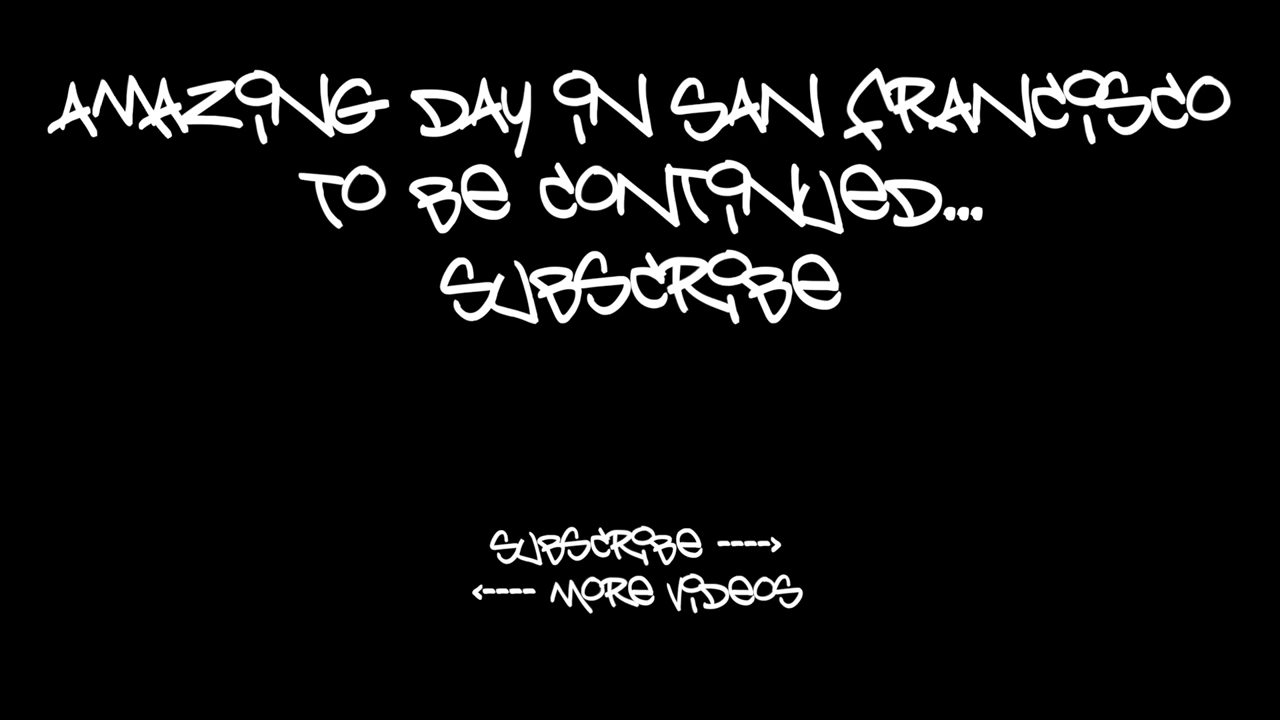 AMAZING DAY IN SAN FRANCISCO
TO BE CONTINUED...
SUBSCRIBE
SUBSCRIBE ---->
<---- MORE VIDEOS